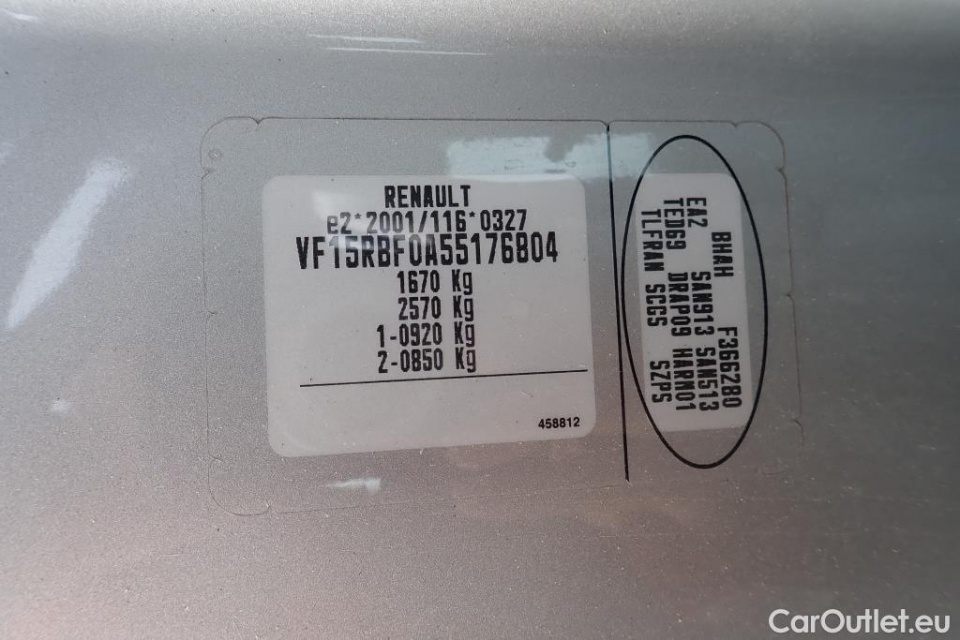 RENAULT
e2*2001/116*0327
VF15RBF0A55176804
1670 Kg
2570 Kg
1-0920 Kg
2-0850 Kg
458812
BHAH F366280
EA2 SAN913 SAN513
TED69 DRAP09 HARN01
TLFRAN SCGS SZPS
CarOutlet.eu